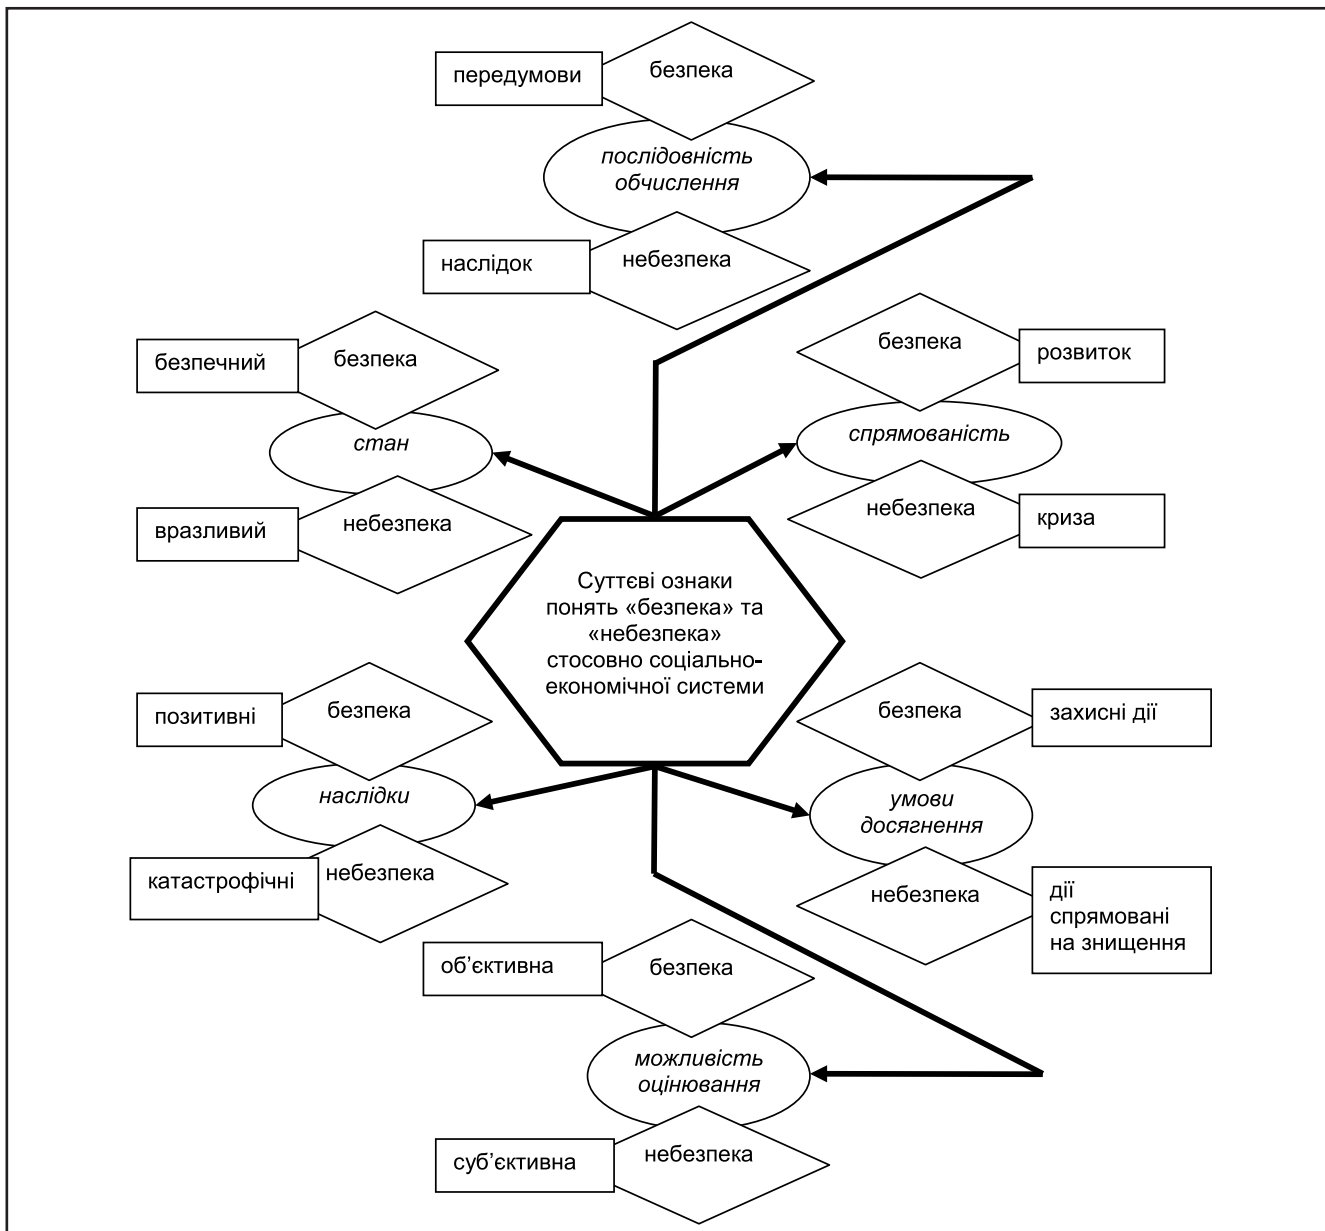 передумови
безпека
послідовність
обчислення
наслідок
небезпека
безпечний
безпека
стан
вразливий
небезпека
безпека
розвиток
спрямованість
небезпека
криза
Суттєві ознаки
понять «безпека» та
«небезпека»
стосовно соціально-
економічної системи
позитивні
безпека
наслідки
катастрофічні
небезпека
безпека
захисні дії
умови
досягнення
небезпека
дії
спрямовані
на знищення
об’єктивна
безпека
можливість
оцінювання
суб’єктивна
небезпека